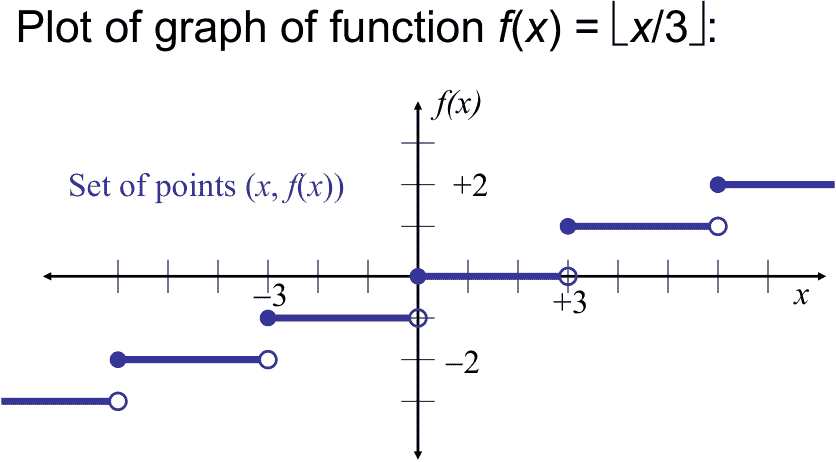 Plot of graph of function f(x) = ⌊x/3⌋:
f(x)
Set of points (x, f(x))
+2
−3
+3
x
−2